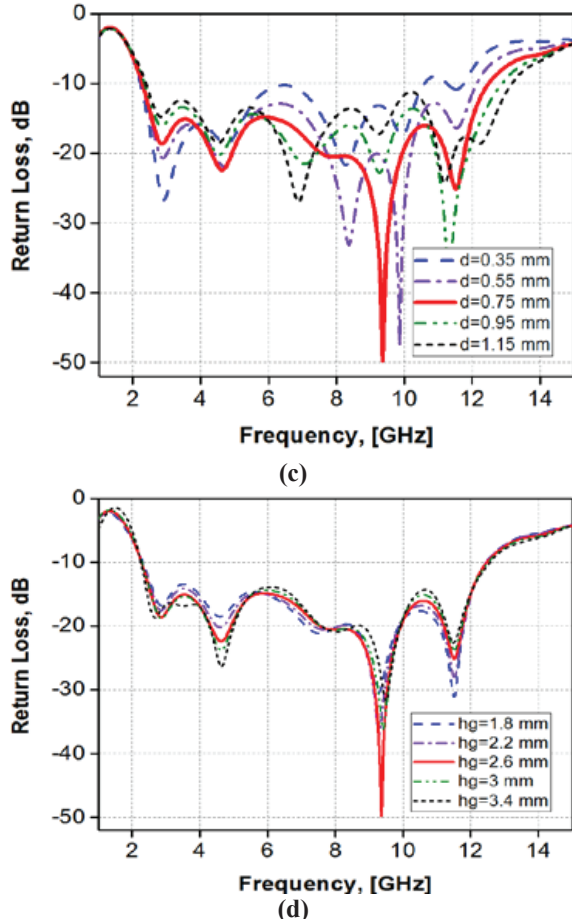 0
-10
-20
-30
-40
-50
Return Loss, dB
d=0.35 mm
d=0.55 mm
d=0.75 mm
d=0.95 mm
d=1.15 mm
2 4 6 8 10 12 14
Frequency, [GHz]
(c)
0
-10
-20
-30
-40
-50
Return Loss, dB
hg=1.8 mm
hg=2.2 mm
hg=2.6 mm
hg=3 mm
hg=3.4 mm
2 4 6 8 10 12 14
Frequency, [GHz]
(d)